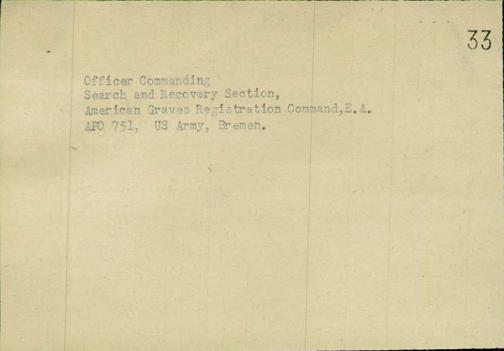 33
Officer Commanding
Search and Recovery Section,
American Graves Registration Command,E.A.
APO 751, US Army, Bremen.